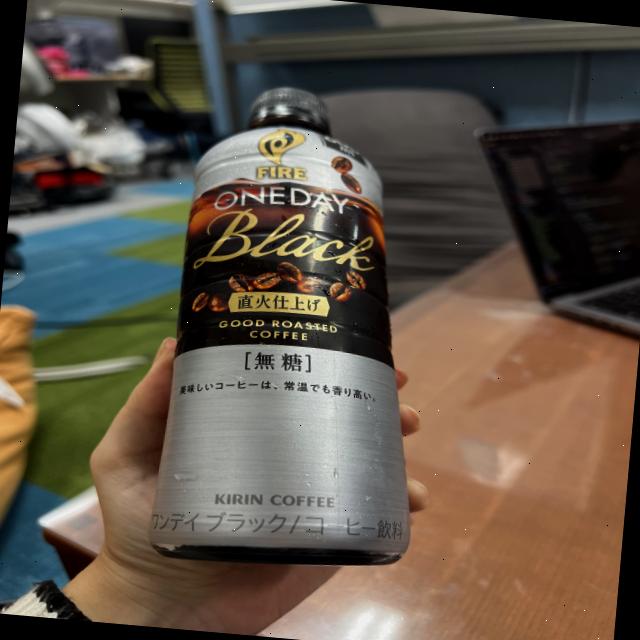 FIRE
ONEDAY
Black
直火仕上げ
GOOD ROASTED
COFFEE
[無糖]
美味しいコーヒーは、常温でも香り高い。
KIRIN COFFEE
ワンデイブラック/コーヒー飲料